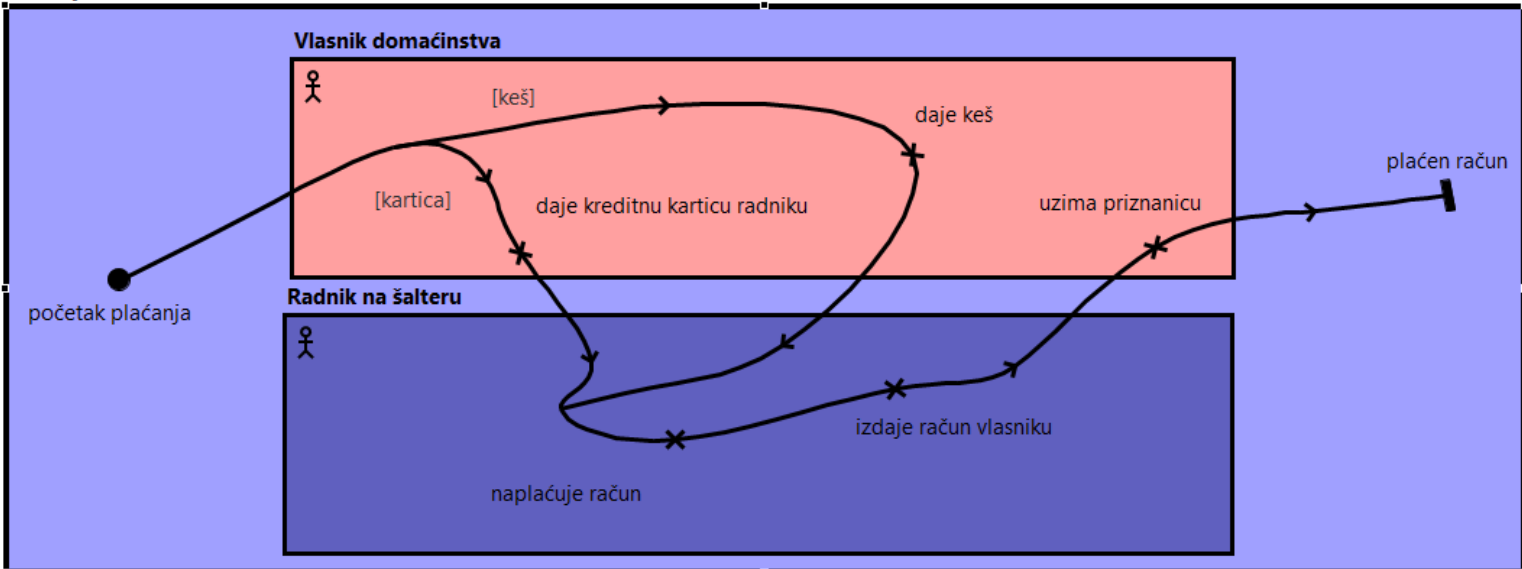 Vlasnik domaćinstva
[keš]
daje keš
plaćen račun
[kartica]
daje kreditnu karticu radniku
uzima priznanicu
početak plaćanja
Radnik na šalteru
izdaje račun vlasniku
naplaćuje račun